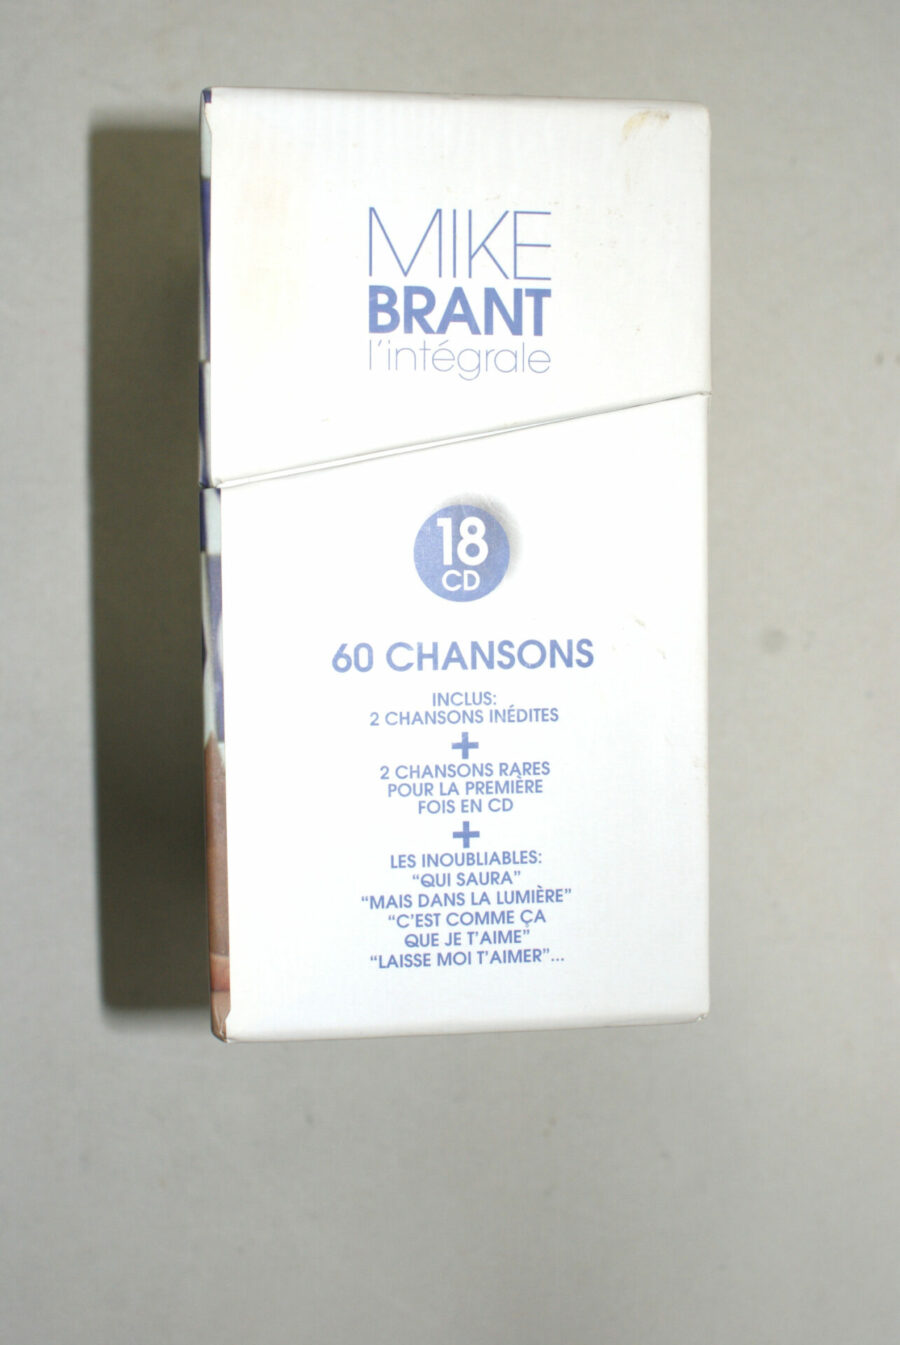 MIKE
BRANT
l'intégrale
18
CD
60 CHANSONS
INCLUS:
2 CHANSONS INÉDITES
+
2 CHANSONS RARES
POUR LA PREMIÈRE
FOIS EN CD
+
LES INOUBLIABLES:
"QUI SAURA"
"MAIS DANS LA LUMIÈRE"
"C'EST COMME ÇA
QUE JE T'AIME"
"LAISSE MOI T'AIMER"...